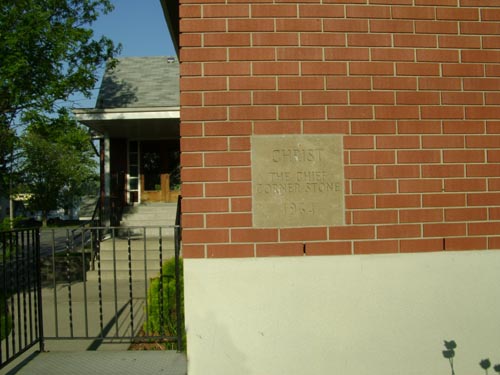 CHRIST
THE CHIEF
CORNER STONE